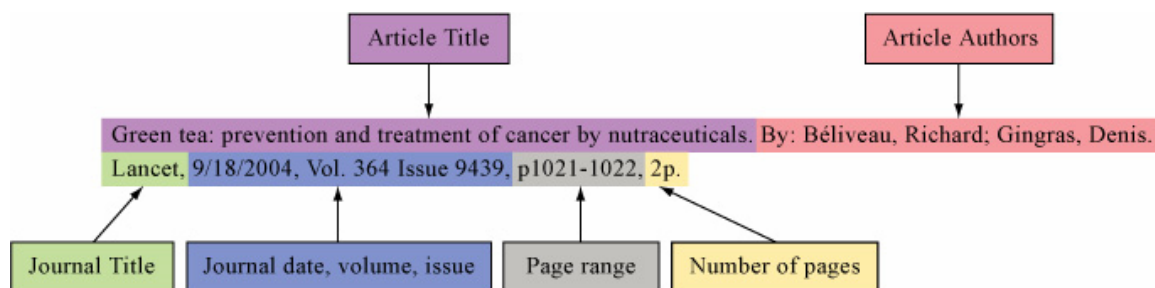 Article Title
Article Authors
Green tea: prevention and treatment of cancer by nutraceuticals. By: Béliveau, Richard; Gingras, Denis.
Lancet, 9/18/2004, Vol. 364 Issue 9439, p1021-1022, 2p.
Journal Title
Journal date, volume, issue
Page range
Number of pages